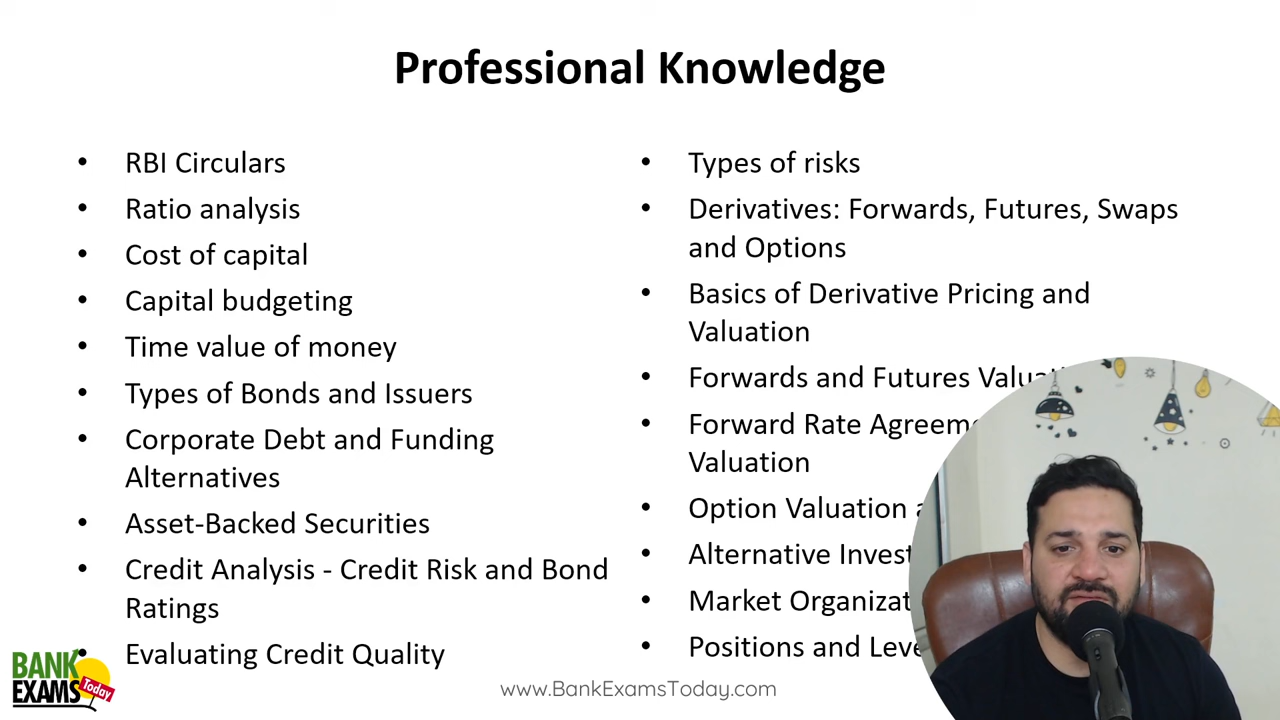 Professional Knowledge
RBI Circulars
Ratio analysis
Cost of capital
Capital budgeting
Time value of money
Types of Bonds and Issuers
Corporate Debt and Funding
Alternatives
Asset-Backed Securities
Credit Analysis - Credit Risk and Bond
Ratings
Evaluating Credit Quality
Types of risks
Derivatives: Forwards, Futures, Swaps
and Options
Basics of Derivative Pricing and
Valuation
Forwards and Futures
Forward Rate
Valuation
Option Valuation
Alternative
Market
Positions and
BANK
EXAMS
Today
www.BankExamsToday.com